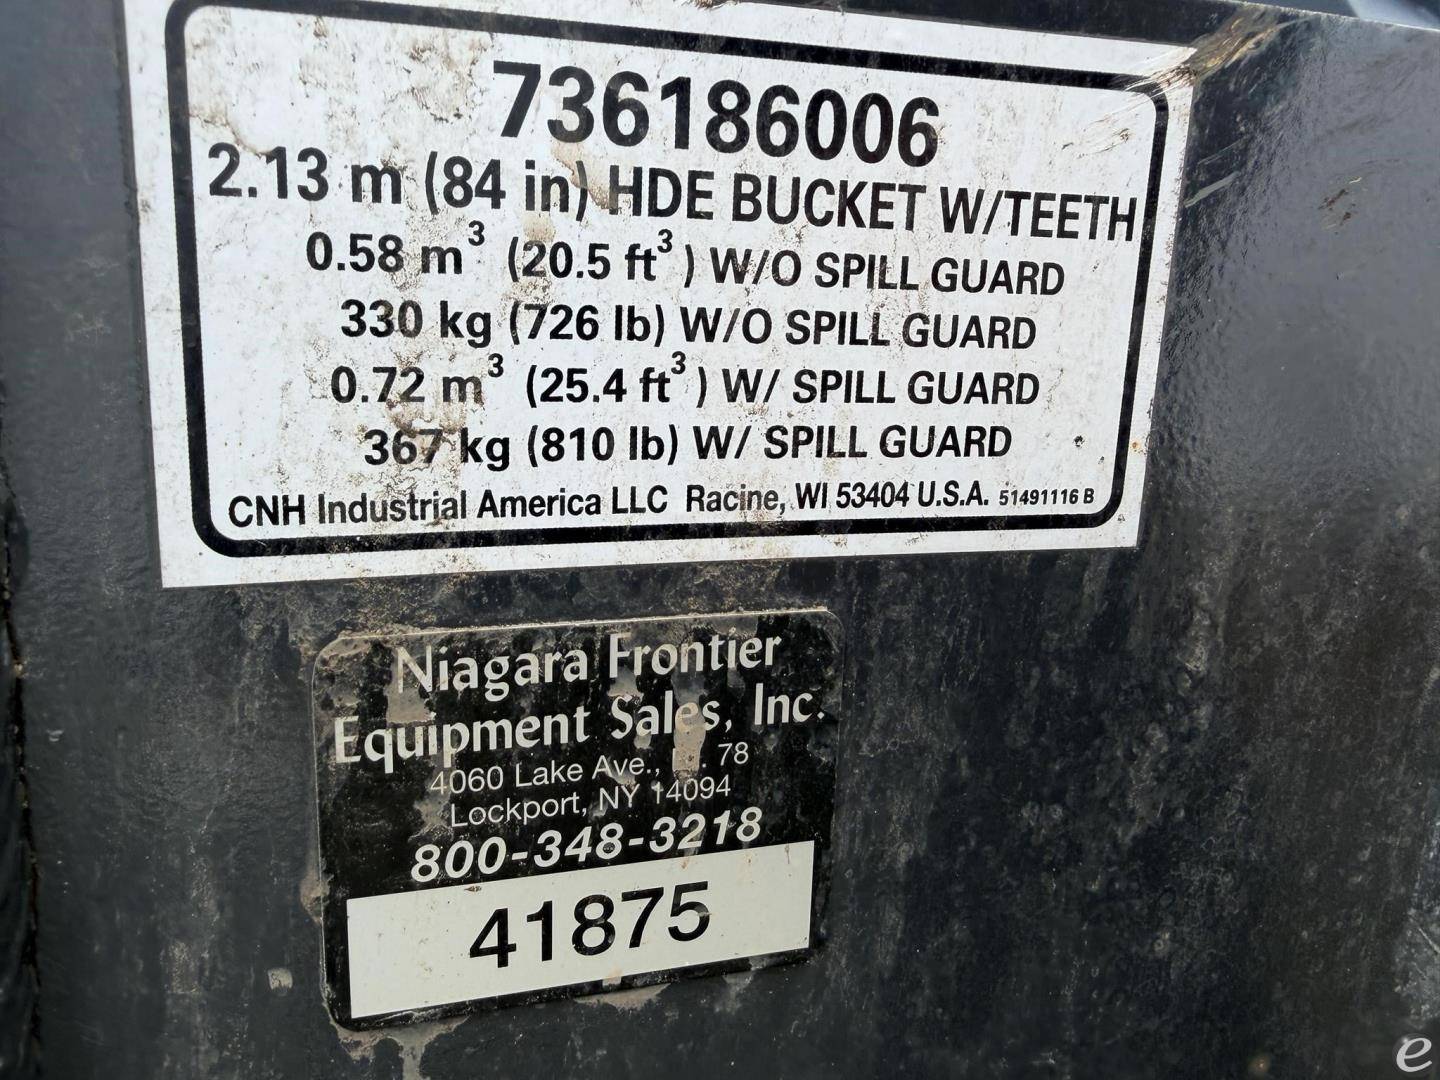 736186006
2.13 m (84 in) HDE BUCKET W/TEETH
0.58 m³ (20.5 ft³) W/O SPILL GUARD
330 kg (726 lb) W/O SPILL GUARD
0.72 m³ (25.4 ft³) W/ SPILL GUARD
367 kg (810 lb) W/ SPILL GUARD
CNH Industrial America LLC Racine, WI 53404 U.S.A. 51491116 B
Niagara Frontier
Equipment Sales, Inc.
4060 Lake Ave., 78
Lockport, NY 14094
800-348-3218
41875
e